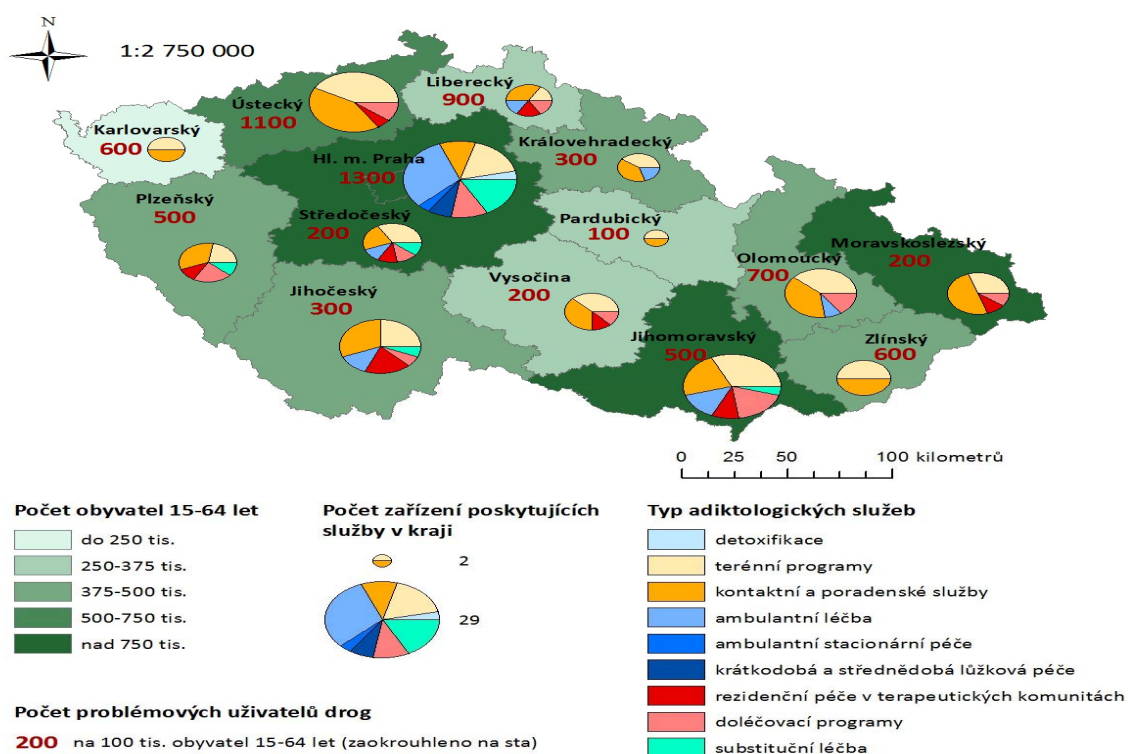 N
1:2 750 000
Liberecký
900
Ústecký
1100
Karlovarský
600
Královehradecký
300
Hl. m. Praha
1300
Plzeňský
500
Středočeský
200
Pardubický
100
Moravskoslezský
200
Olomoucký
700
Vysočina
200
Jihočeský
300
Jihomoravský
500
Zlínský
600
0 25 50 100 kilometrů
Počet obyvatel 15-64 let
do 250 tis.
250-375 tis.
375-500 tis.
500-750 tis.
nad 750 tis.
Počet zařízení poskytujících
služby v kraji
2
29
Typ adiktologických služeb
detoxifikace
terénní programy
kontaktní a poradenské služby
ambulantní léčba
ambulantní stacionární péče
krátkodobá a střednědobá lůžková péče
rezidenční péče v terapeutických komunitách
doléčovací programy
substituční léčba
Počet problémových uživatelů drog
200 na 100 tis. obyvatel 15-64 let (zaokrouhleno na sta)